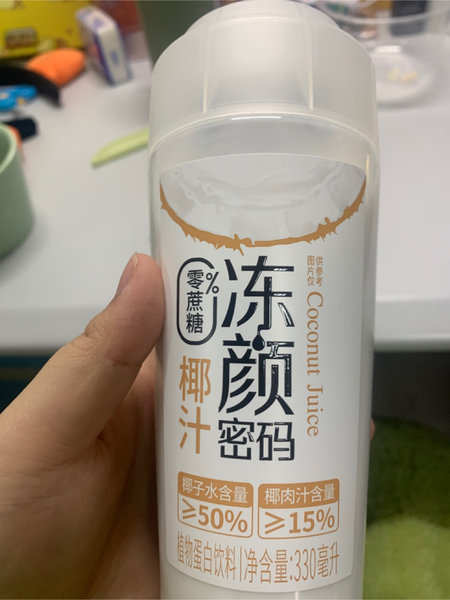 零蔗糖
0%
冻颜
密码
椰汁
Coconut Juice
图片仅
供参考
椰子水含量
≥50%
椰肉汁含量
≥15%
植物蛋白饮料|净含量:330毫升